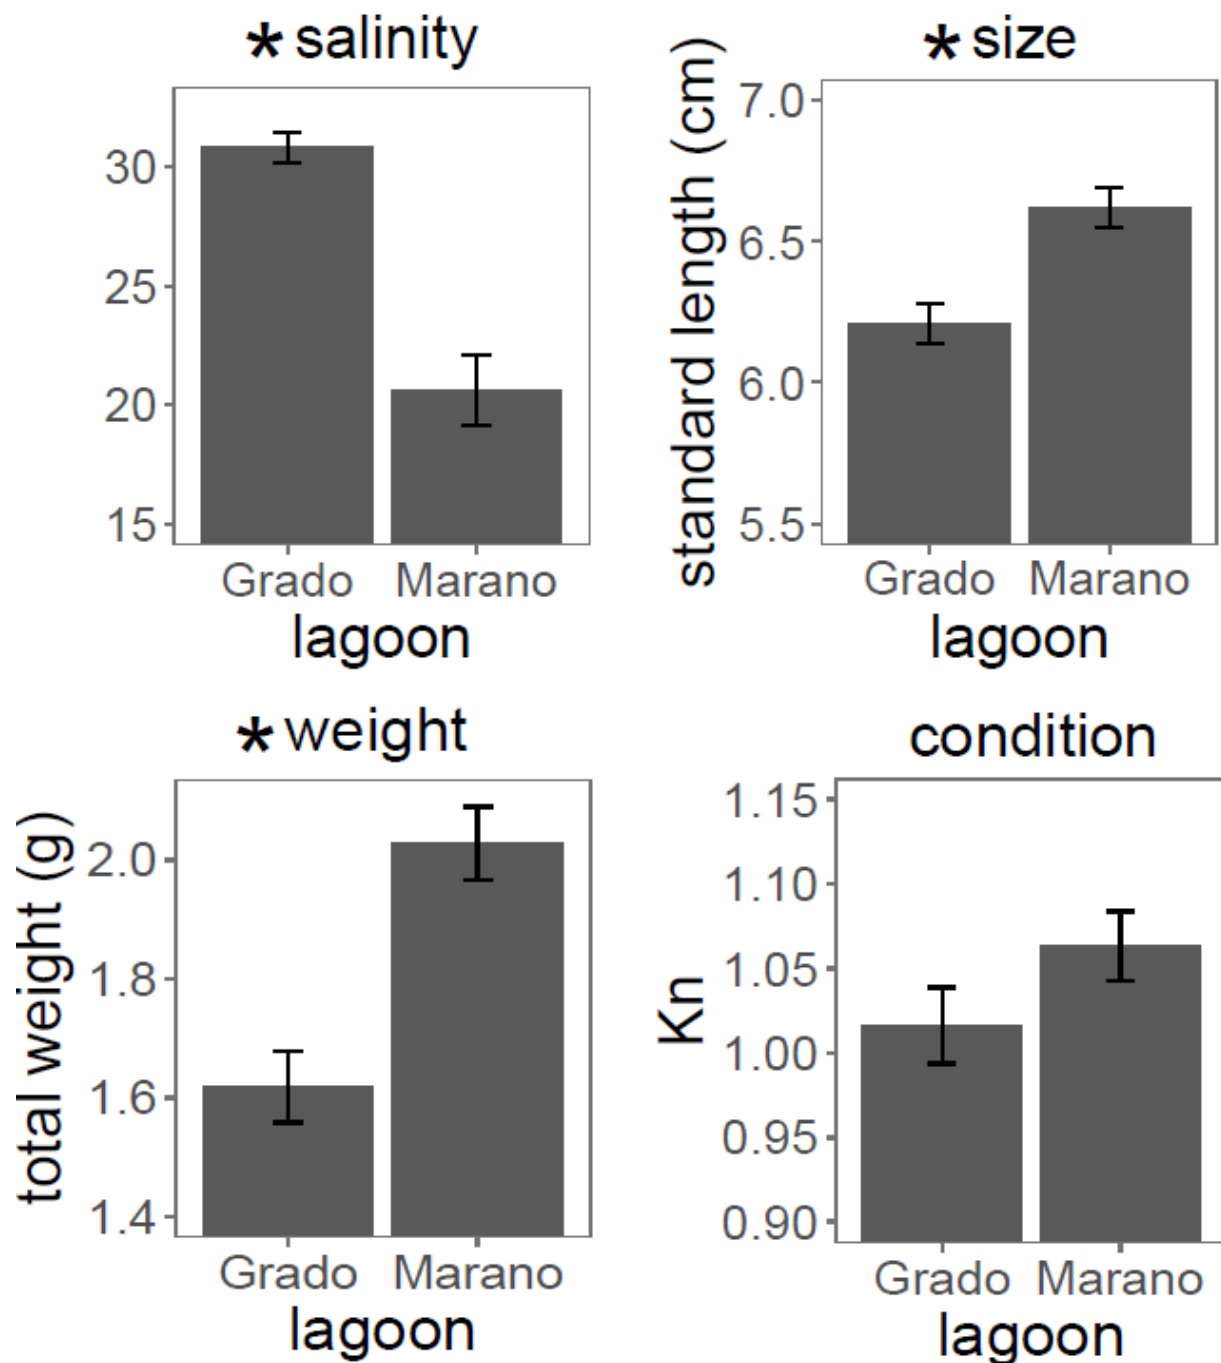 * salinity
30
25
20
15
Grado Marano
lagoon
* size
standard length (cm)
7.0
6.5
6.0
5.5
Grado Marano
lagoon
* weight
total weight (g)
2.0
1.8
1.6
1.4
Grado Marano
lagoon
condition
Kn
1.15
1.10
1.05
1.00
0.95
0.90
Grado Marano
lagoon